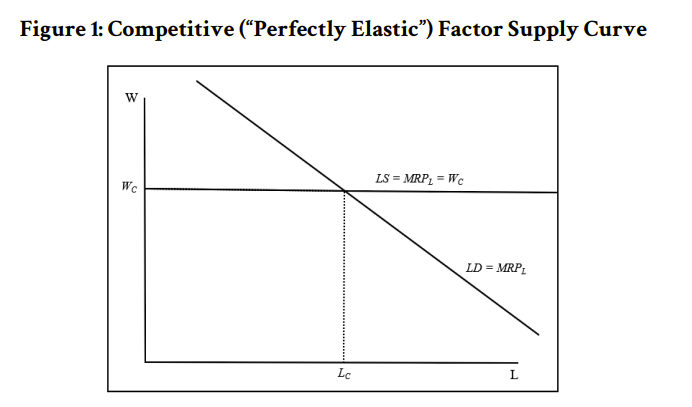 Figure 1: Competitive (“Perfectly Elastic”) Factor Supply Curve
W
LS = MRPL = WC
WC
LD = MRPL
LC
L